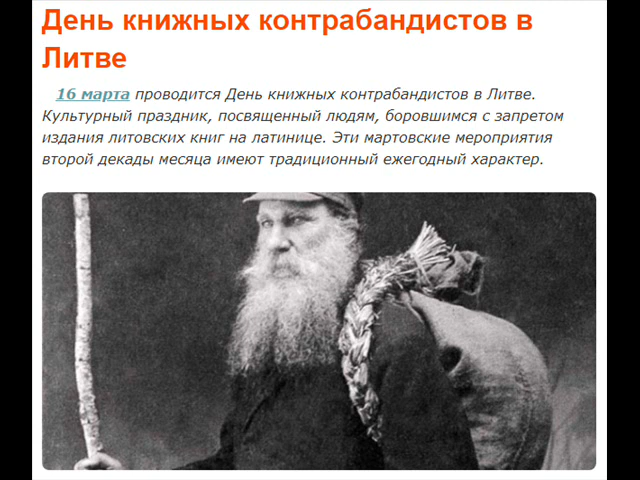 День книжных контрабандистов в
Литве
16 марта проводится День книжных контрабандистов в Литве.
Культурный праздник, посвященный людям, боровшимся с запретом
издания литовских книг на латинице. Эти мартовские мероприятия
второй декады месяца имеют традиционный ежегодный характер.